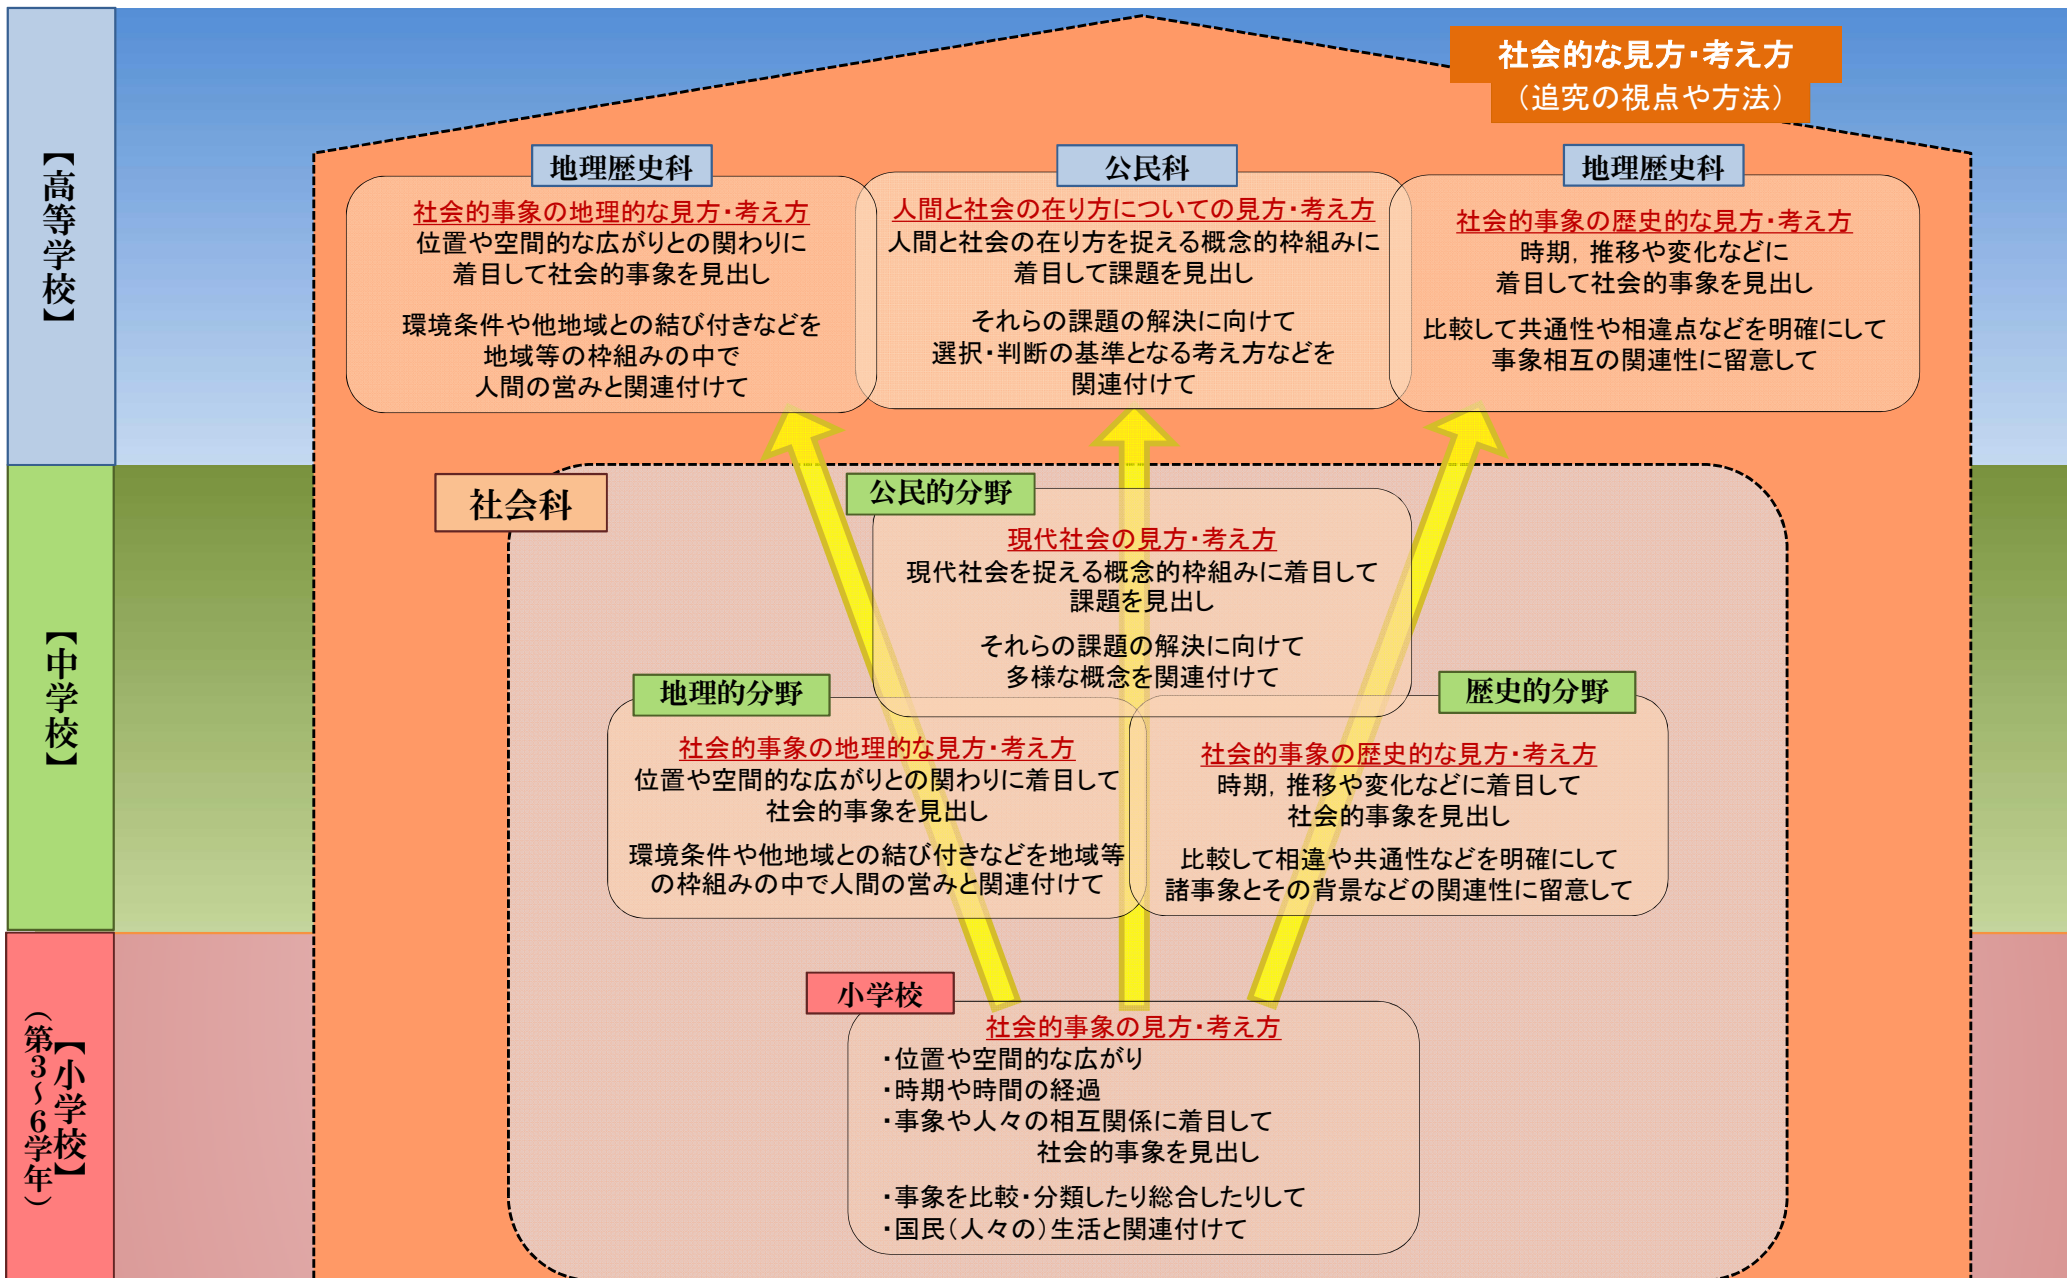 社会的な見方・考え方
（追究の視点や方法）
【高等学校】
地理歴史科
社会的事象の地理的な見方・考え方
位置や空間的な広がりとの関わりに
着目して社会的事象を見出し
環境条件や他地域との結び付きなどを
地域等の枠組みの中で
人間の営みと関連付けて
公民科
人間と社会の在り方についての見方・考え方
人間と社会の在り方を捉える概念的枠組みに
着目して課題を見出し
それらの課題の解決に向けて
選択・判断の基準となる考え方などを
関連付けて
地理歴史科
社会的事象の歴史的な見方・考え方
時期，推移や変化などに
着目して社会的事象を見出し
比較して共通性や相違点などを明確にして
事象相互の関連性に留意して
【中学校】
社会科
公民的分野
現代社会の見方・考え方
現代社会を捉える概念的枠組みに着目して
課題を見出し
それらの課題の解決に向けて
多様な概念を関連付けて
地理的分野
社会的事象の地理的な見方・考え方
位置や空間的な広がりとの関わりに着目して
社会的事象を見出し
環境条件や他地域との結び付きなどを地域等
の枠組みの中で人間の営みと関連付けて
歴史的分野
社会的事象の歴史的な見方・考え方
時期，推移や変化などに着目して
社会的事象を見出し
比較して相違や共通性などを明確にして
諸事象とその背景などの関連性に留意して
【小学校】
（第３～６学年）
小学校
社会的事象の見方・考え方
・位置や空間的な広がり
・時期や時間の経過
・事象や人々の相互関係に着目して
社会的事象を見出し
・事象を比較・分類したり総合したりして
・国民（人々の）生活と関連付けて